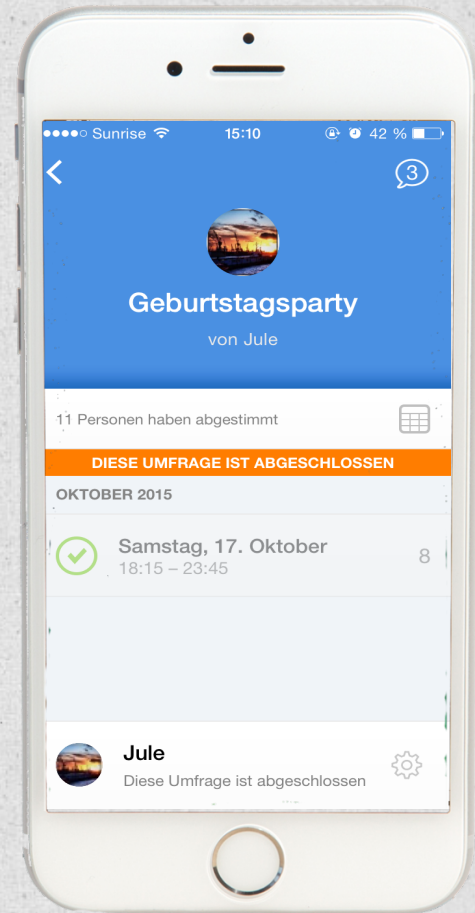 Sunrise 15:10 42 %
3
Geburtstagsparty
von Jule
11 Personen haben abgestimmt
DIESE UMFRAGE IST ABGESCHLOSSEN
OKTOBER 2015
Samstag, 17. Oktober
18:15 – 23:45 8
Jule
Diese Umfrage ist abgeschlossen